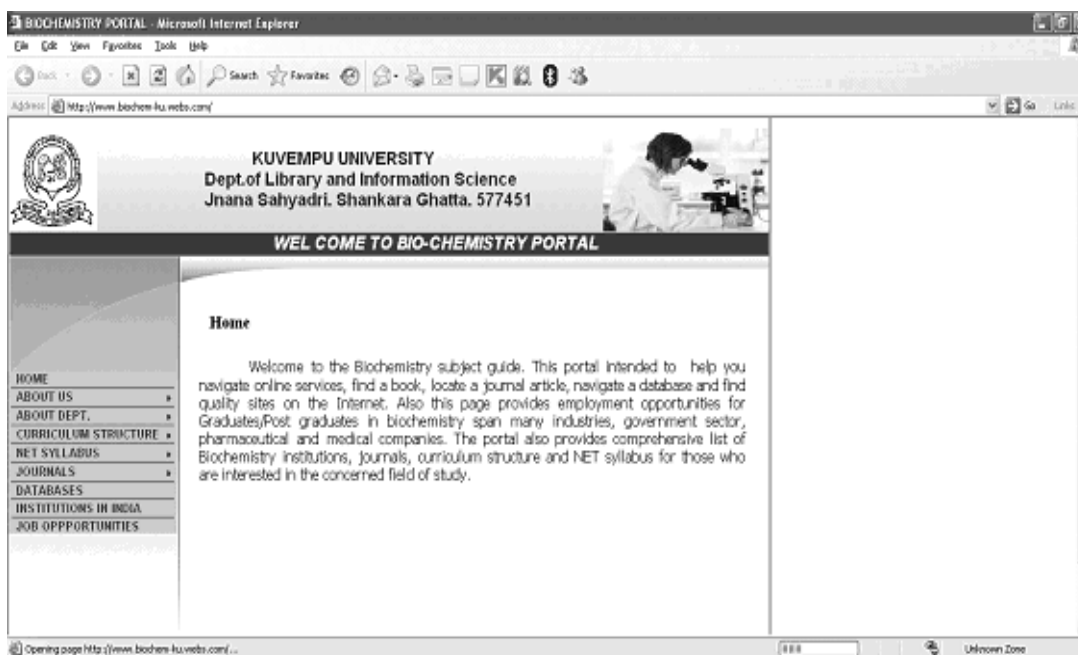 BIOCHEMISTRY PORTAL - Microsoft Internet Explorer
File Edit View Favorites Tools Help
Back Search Favorites
Address http://www.biochem-ku.webs.com/ Go Links
KUVEMPU UNIVERSITY
Dept.of Library and Information Science
Jnana Sahyadri. Shankara Ghatta. 577451
WEL COME TO BIO-CHEMISTRY PORTAL
Home
Welcome to the Biochemistry subject guide. This portal intended to help you
navigate online services, find a book, locate a journal article, navigate a database and find
quality sites on the Internet. Also this page provides employment opportunities for
Graduates/Post graduates in biochemistry span many industries, government sector,
pharmaceutical and medical companies. The portal also provides comprehensive list of
Biochemistry institutions, journals, curriculum structure and NET syllabus for those who
are interested in the concerned field of study.
HOME
ABOUT US
ABOUT DEPT.
CURRICULUM STRUCTURE
NET SYLLABUS
JOURNALS
DATABASES
INSTITUTIONS IN INDIA
JOB OPPPORTUNITIES
Opening page http://www.biochem-ku.webs.com/... Unknown Zone